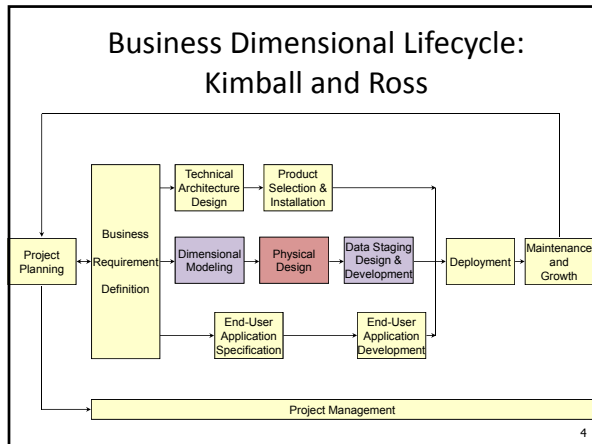 Business Dimensional Lifecycle:
Kimball and Ross
Technical
Architecture
Design
Product
Selection &
Installation
Project
Planning
Business
Requirement
Definition
Dimensional
Modeling
Physical
Design
Data Staging
Design &
Development
Deployment
Maintenance
and
Growth
End-User
Application
Specification
End-User
Application
Development
Project Management
4